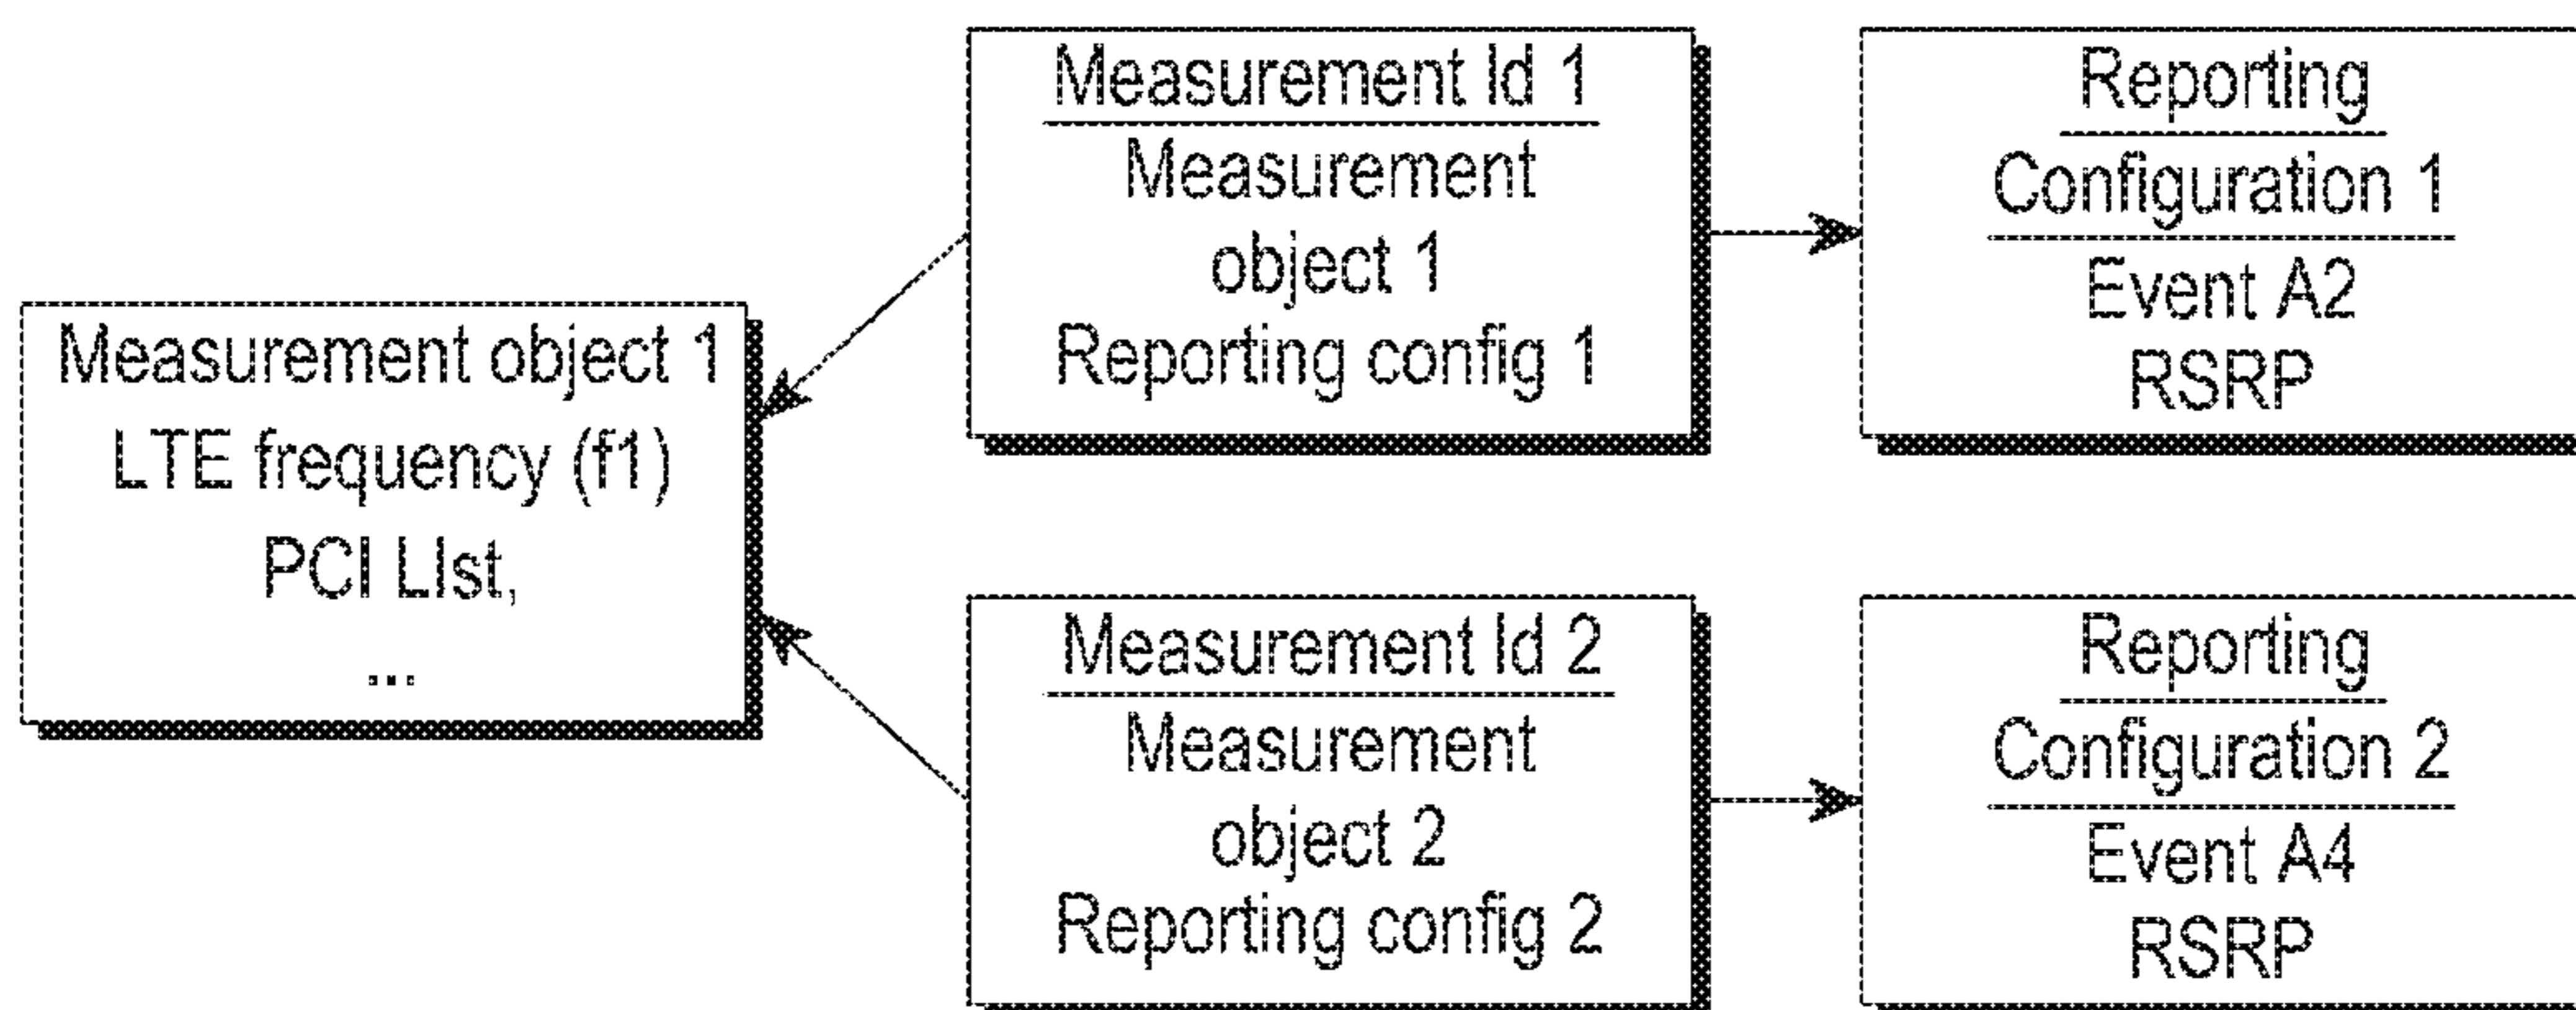 Measurement object 1
LTE frequency (f1)
PCI LIst,
...
Measurement Id 1
Measurement
object 1
Reporting config 1
Reporting
Configuration 1
Event A2
RSRP
Measurement Id 2
Measurement
object 2
Reporting config 2
Reporting
Configuration 2
Event A4
RSRP